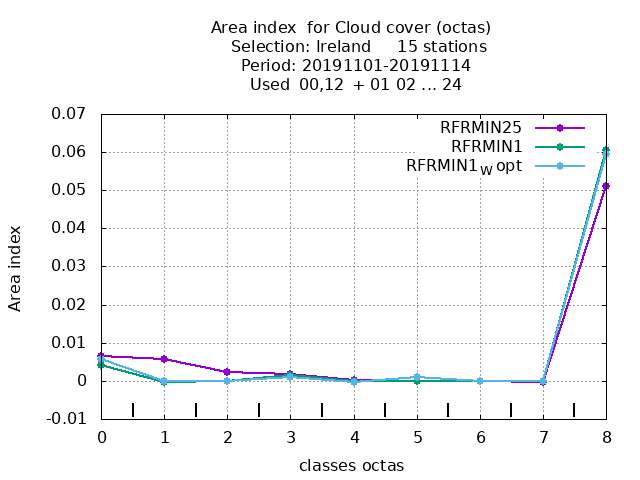 Area index  for Cloud cover (octas)
Selection: Ireland     15 stations
Period: 20191101-20191114
Used  00,12  + 01 02 ... 24
RFRMIN25
RFRMIN1
RFRMIN1W opt
0.07
0.06
0.05
0.04
0.03
0.02
0.01
0
-0.01
Area index
0 1 2 3 4 5 6 7 8
classes octas